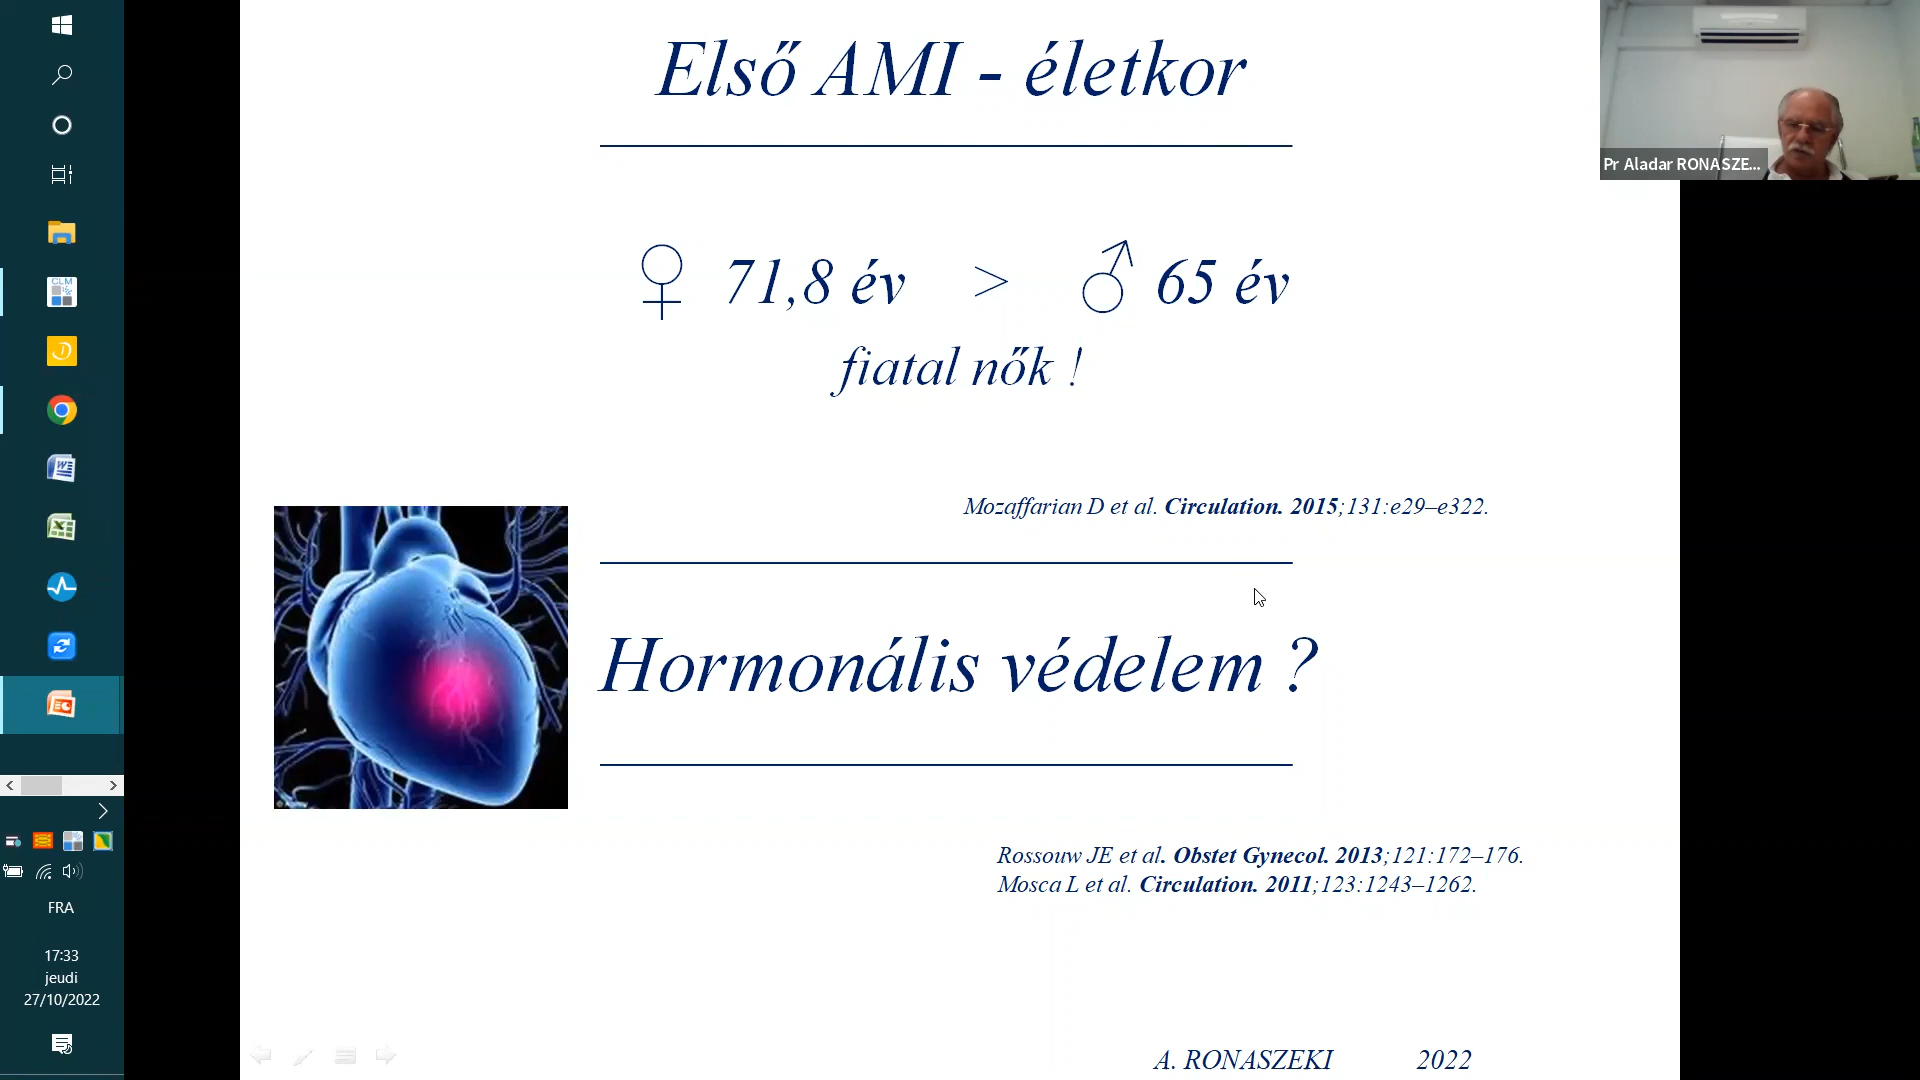 Első AMI - életkor
Pr Aladar RONASZE...
♀ 71,8 év > ♂ 65 év
fiatal nők !
Mozaffarian D et al. Circulation. 2015;131:e29–e322.
Hormonális védelem ?
Rossouw JE et al. Obstet Gynecol. 2013;121:172–176.
Mosca L et al. Circulation. 2011;123:1243–1262.
A. RONASZEKI 2022
CLM
FRA
17:33
jeudi
27/10/2022